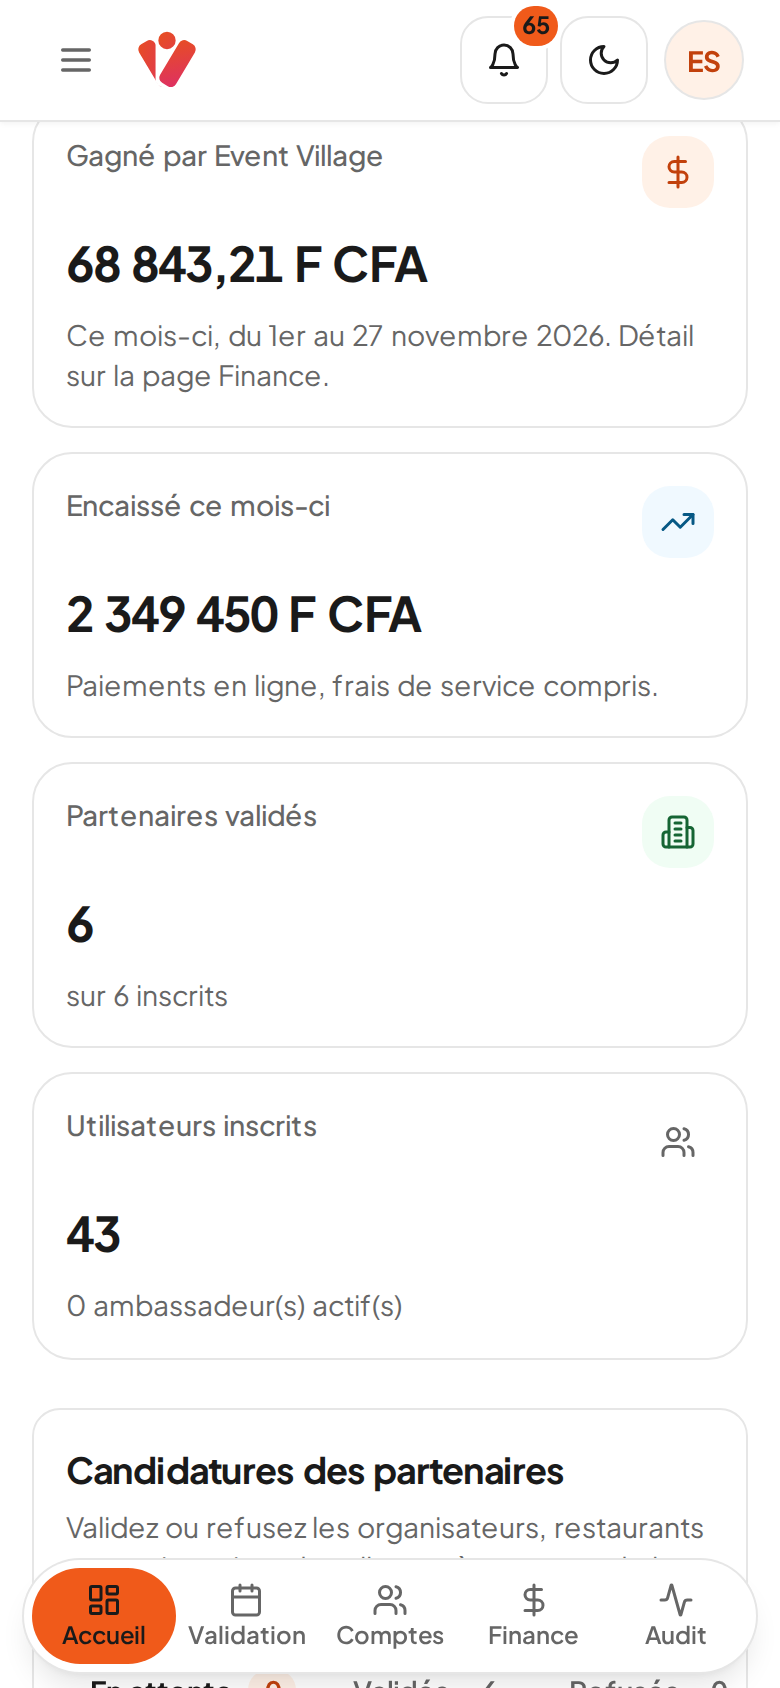 65
ES
Gagné par Event Village
68 843,21 F CFA
Ce mois-ci, du 1er au 27 novembre 2026. Détail
sur la page Finance.
Encaissé ce mois-ci
2 349 450 F CFA
Paiements en ligne, frais de service compris.
Partenaires validés
6
sur 6 inscrits
Utilisateurs inscrits
43
0 ambassadeur(s) actif(s)
Candidatures des partenaires
Validez ou refusez les organisateurs, restaurants
Accueil
Validation
Comptes
Finance
Audit